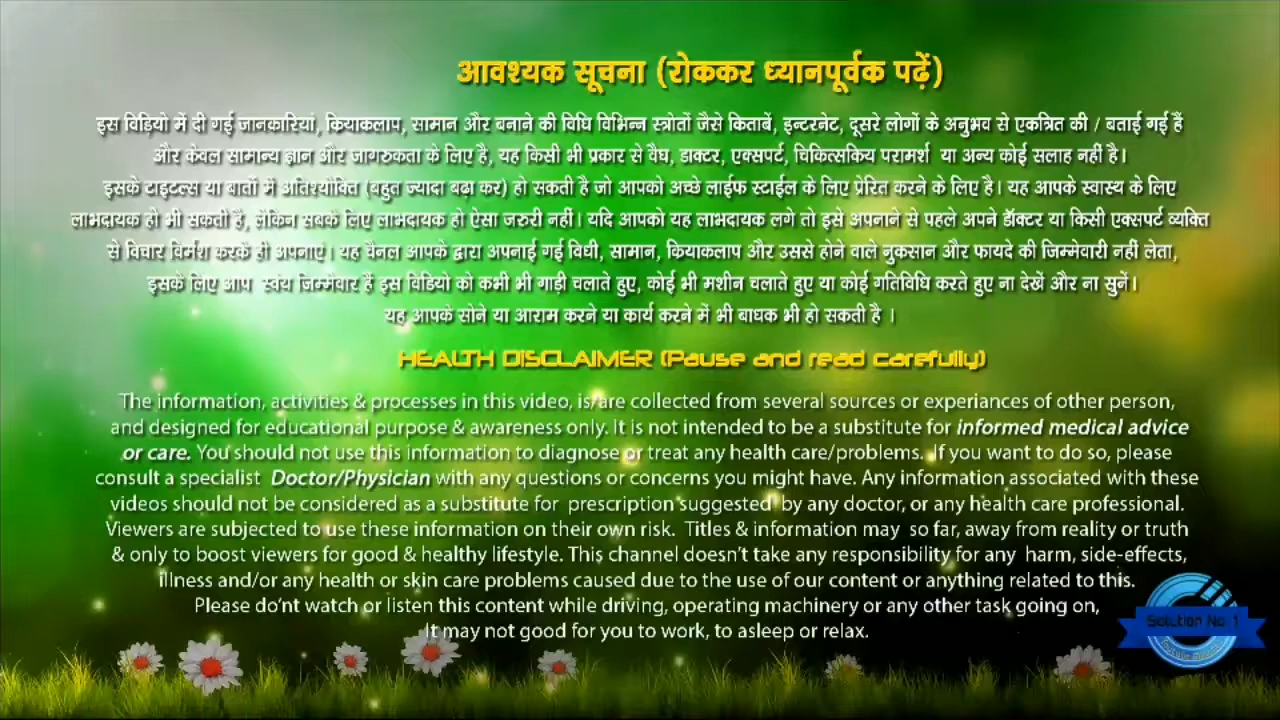 आवश्यक सूचना (रोककर ध्यानपूर्वक पढ़ें)
इस विडियो में दी गई जानकारियां, कियाकलाप, सामान और बनाने की विधि विभिन्न स्त्रोतों जैसे किताबें, इन्टरनेट, दूसरे लोगों के अनुभव से एकत्रित की / बताई गई हैं
और केवल सामान्य ज्ञान और जागरुकता के लिए है, यह किसी भी प्रकार से वैध, डाक्टर, एक्सपर्ट, चिकित्सकिय परामर्श या अन्य कोई सलाह नहीं है।
इसके टाइटल्स या बातों में अतिश्योक्ति (बहुत ज्यादा बढ़ा कर) हो सकती है जो आपको अच्छे लाईफ स्टाईल के लिए प्रेरित करने के लिए है। यह आपके स्वास्य के लिए
लाभदायक हो भी सकती है, लेकिन सबके लिए लाभदायक हो ऐसा जरुरी नहीं। यदि आपको यह लाभदायक लगे तो इसे अपनाने से पहले अपने डॅाक्टर या किसी एक्सपर्ट व्यक्ति
से विचार विर्मश करके ही अपनाएं। यह चैनल आपके द्वारा अपनाई गई विधी, सामान, कियाकलाप और उससे होने वाले नुकसान और फायदे की जिम्मेवारी नहीं लेता,
इसके लिए आप स्वंय जिम्मेवार हैं इस विडियो को कभी भी गाड़ी चलाते हुए, कोई भी मशीन चलाते हुए या कोई गतिविधि करते हुए ना देखें और ना सुनें।
यह आपके सोने या आराम करने या कार्य करने में भी बाधक भी हो सकती है ।
HEALTH DISCLAIMER (Pause and read carefully)
The information, activities & processes in this video, is/are collected from several sources or experiances of other person,
and designed for educational purpose & awareness only. It is not intended to be a substitute for informed medical advice
or care. You should not use this information to diagnose or treat any health care/problems. If you want to do so, please
consult a specialist Doctor/Physician with any questions or concerns you might have. Any information associated with these
videos should not be considered as a substitute for prescription suggested by any doctor, or any health care professional.
Viewers are subjected to use these information on their own risk. Titles & information may so far, away from reality or truth
& only to boost viewers for good & healthy lifestyle. This channel doesn't take any responsibility for any harm, side-effects,
illness and/or any health or skin care problems caused due to the use of our content or anything related to this.
Please do'nt watch or listen this content while driving, operating machinery or any other task going on,
It may not good for you to work, to asleep or relax.
Solution No. 1